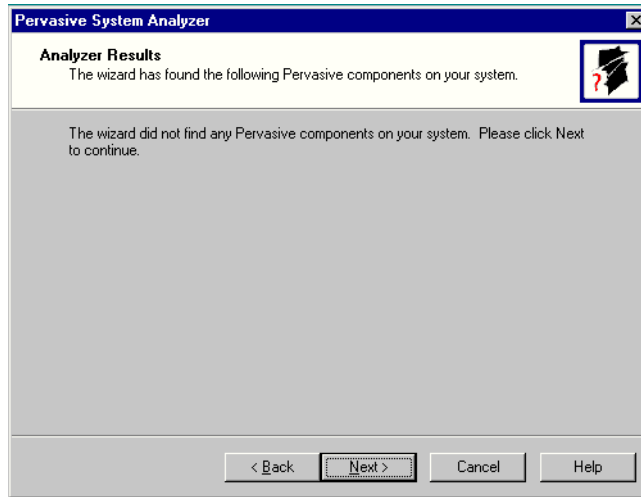 Pervasive System Analyzer
Analyzer Results
The wizard has found the following Pervasive components on your system.
?
The wizard did not find any Pervasive components on your system. Please click Next
to continue.
< Back Next > Cancel Help